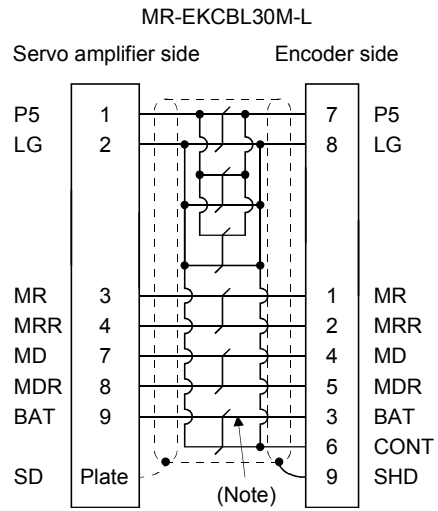 MR-EKCBL30M-L
Servo amplifier side Encoder side
P5 1 7 P5
LG 2 8 LG
MR 3 1 MR
MRR 4 2 MRR
MD 7 4 MD
MDR 8 5 MDR
BAT 9 3 BAT
6 CONT
SD Plate 9 SHD
(Note)